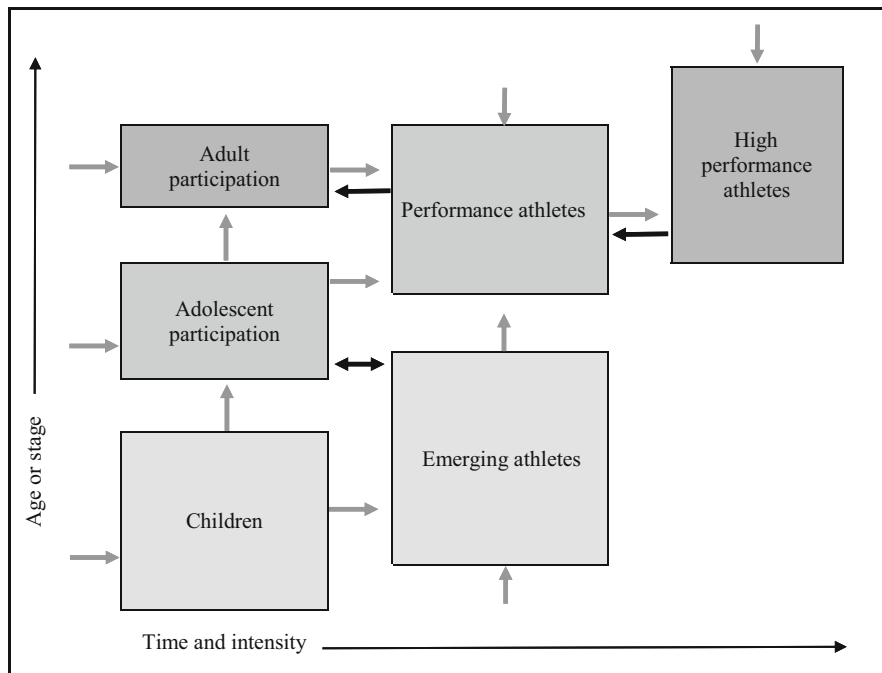 High
performance
athletes
Adult
participation
Performance athletes
Adolescent
participation
Emerging athletes
Children
Age or stage
Time and intensity